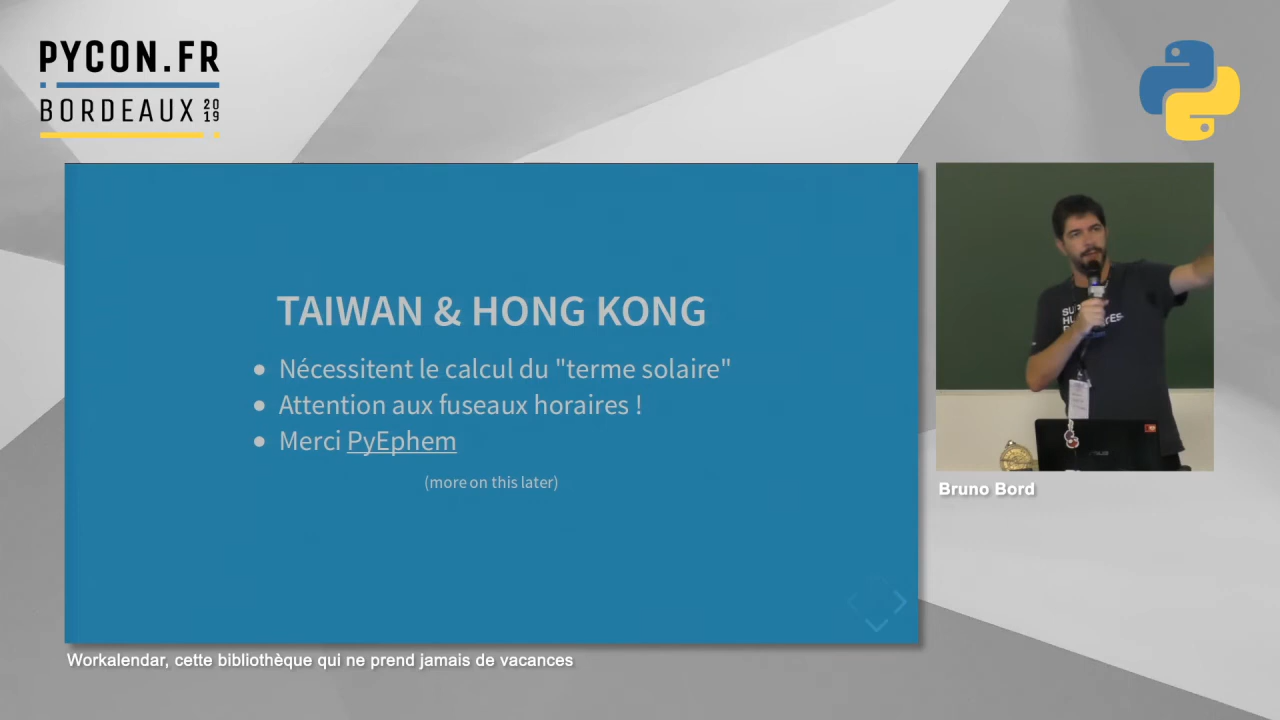 PYCON.FR
BORDEAUX 2019
TAIWAN & HONG KONG
Nécessitent le calcul du "terme solaire"
Attention aux fuseaux horaires !
Merci PyEphem
(more on this later)
Bruno Bord
Workalendar, cette bibliothèque qui ne prend jamais de vacances